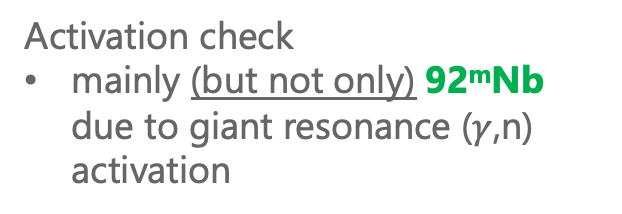 Activation check
• mainly (but not only) 92ᵐNb
due to giant resonance (γ,n)
activation